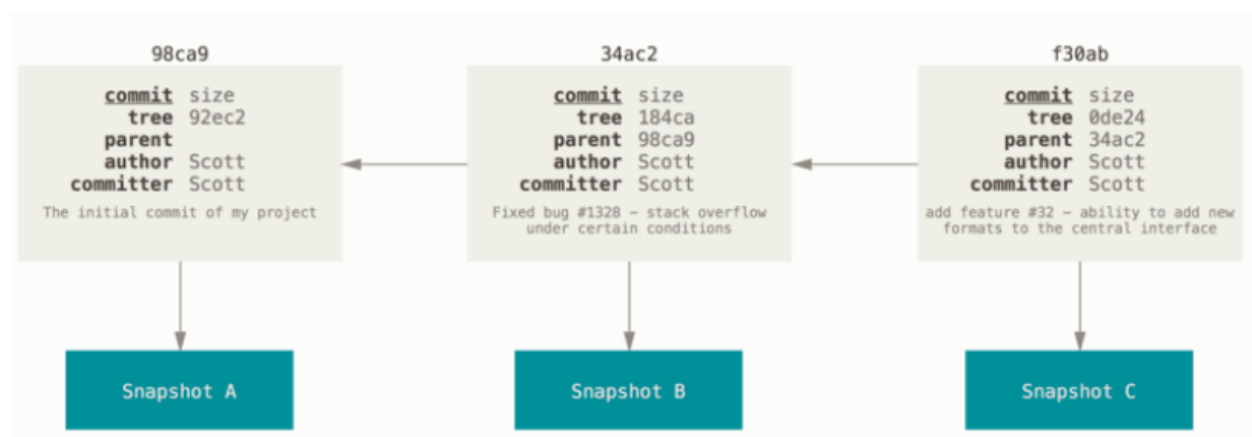 98ca9
commit size
tree 92ec2
parent
author Scott
committer Scott
The initial commit of my project
Snapshot A
34ac2
commit size
tree 184ca
parent 98ca9
author Scott
committer Scott
Fixed bug #1328 – stack overflow
under certain conditions
Snapshot B
f30ab
commit size
tree 0de24
parent 34ac2
author Scott
committer Scott
add feature #32 – ability to add new
formats to the central interface
Snapshot C